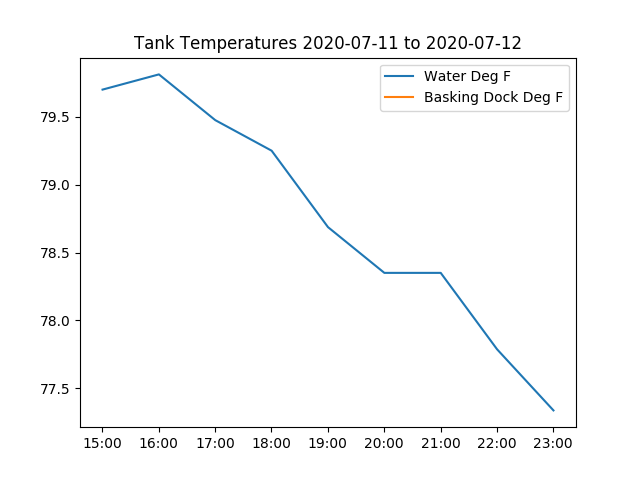 Tank Temperatures 2020-07-11 to 2020-07-12
Water Deg F
Basking Dock Deg F
79.5
79.0
78.5
78.0
77.5
15:00 16:00 17:00 18:00 19:00 20:00 21:00 22:00 23:00